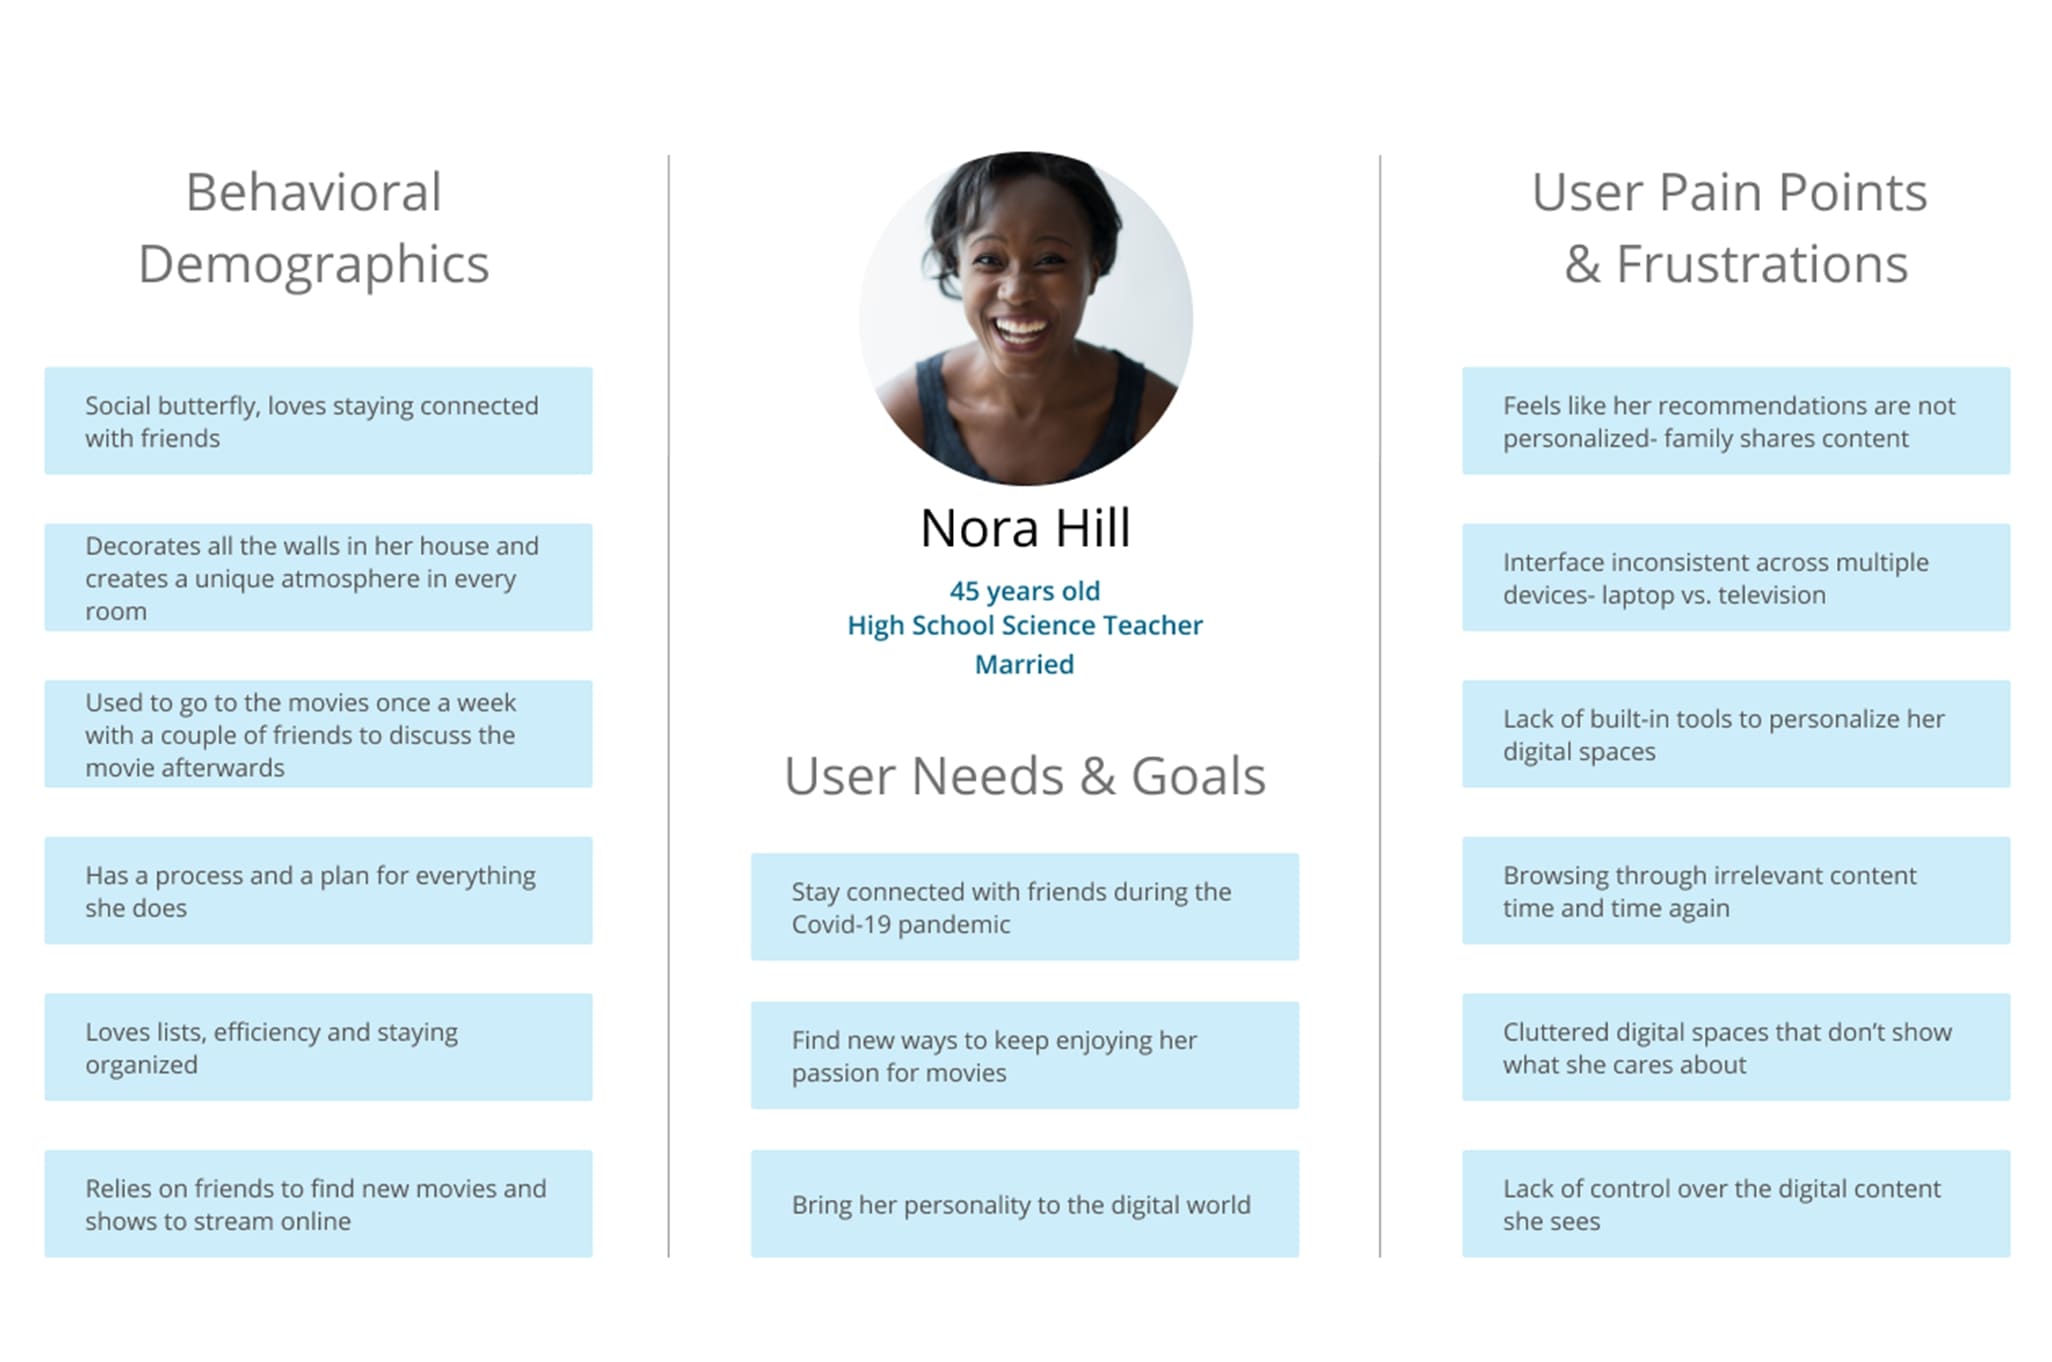 Behavioral
Demographics
Social butterfly, loves staying connected
with friends
Decorates all the walls in her house and
creates a unique atmosphere in every
room
Used to go to the movies once a week
with a couple of friends to discuss the
movie afterwards
Has a process and a plan for everything
she does
Loves lists, efficiency and staying
organized
Relies on friends to find new movies and
shows to stream online
Nora Hill
45 years old
High School Science Teacher
Married
User Needs & Goals
Stay connected with friends during the
Covid-19 pandemic
Find new ways to keep enjoying her
passion for movies
Bring her personality to the digital world
User Pain Points
& Frustrations
Feels like her recommendations are not
personalized- family shares content
Interface inconsistent across multiple
devices- laptop vs. television
Lack of built-in tools to personalize her
digital spaces
Browsing through irrelevant content
time and time again
Cluttered digital spaces that don’t show
what she cares about
Lack of control over the digital content
she sees